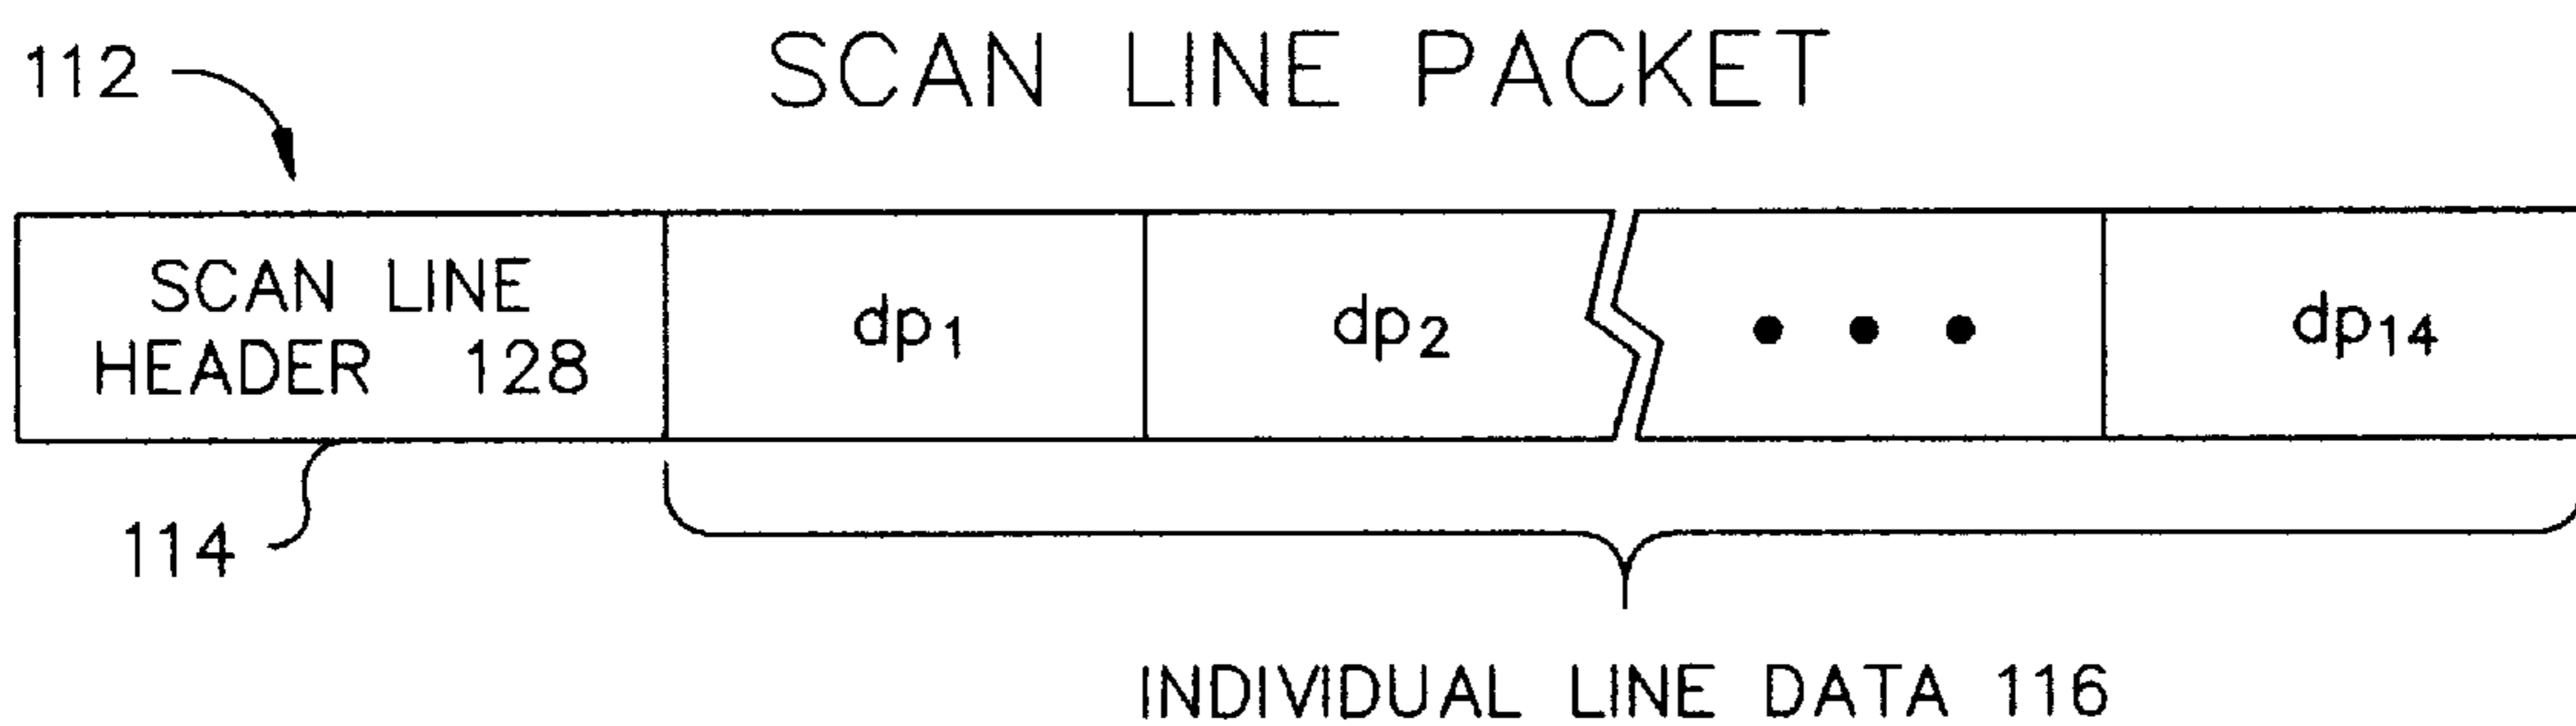 SCAN LINE PACKET
112
SCAN LINE
HEADER 128
dp1
dp2
• • •
dp14
114
INDIVIDUAL LINE DATA 116